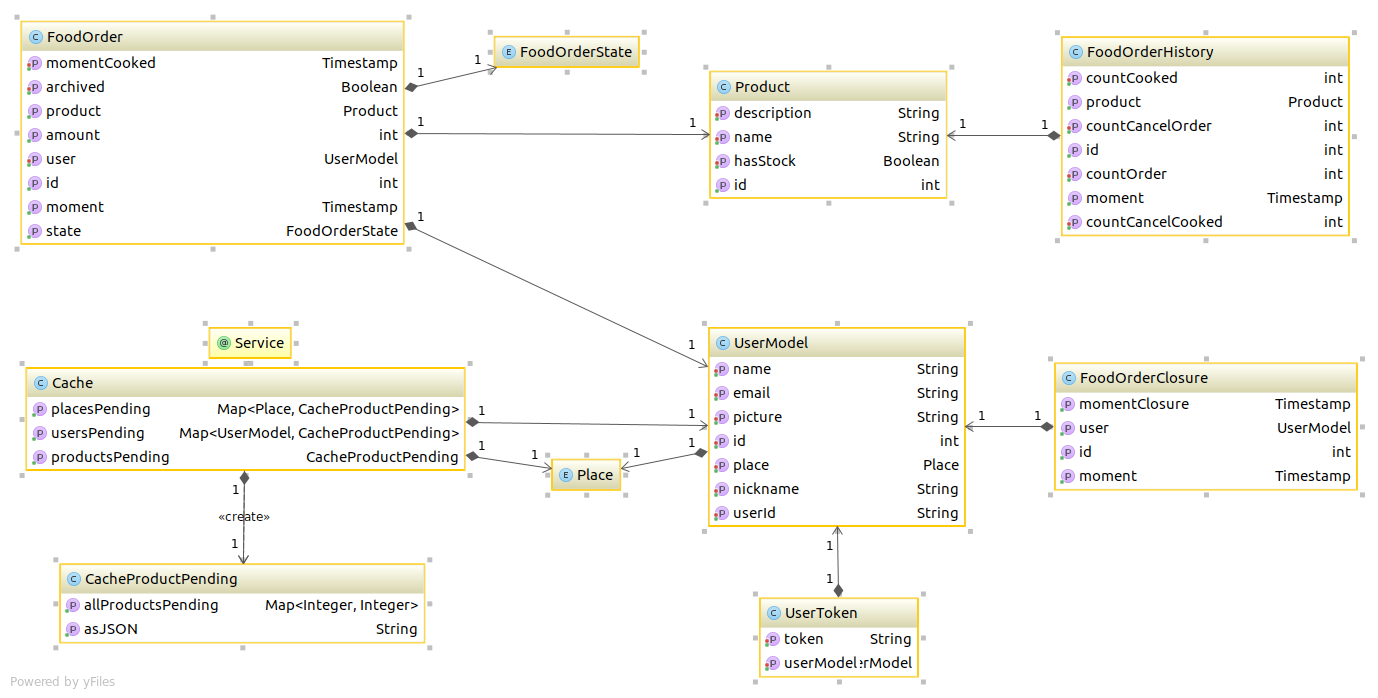 FoodOrder
momentCooked Timestamp
archived Boolean
product Product
amount int
user UserModel
id int
moment Timestamp
state FoodOrderState
1 1
FoodOrderState
1 1
Product
description String
name String
hasStock Boolean
id int
1 1
FoodOrderHistory
countCooked int
product Product
countCancelOrder int
id int
countOrder int
moment Timestamp
countCancelCooked int
1
1
Service
Cache
placesPending Map<Place, CacheProductPending>
usersPending Map<UserModel, CacheProductPending>
productsPending CacheProductPending
1 1
1 1
Place
1 1
UserModel
name String
email String
picture String
id int
place Place
nickname String
userId String
1 1
FoodOrderClosure
momentClosure Timestamp
user UserModel
id int
moment Timestamp
1
«create»
1
CacheProductPending
allProductsPending Map<Integer, Integer>
asJSON String
1
1
UserToken
token String
userModel rModel
Powered by yFiles